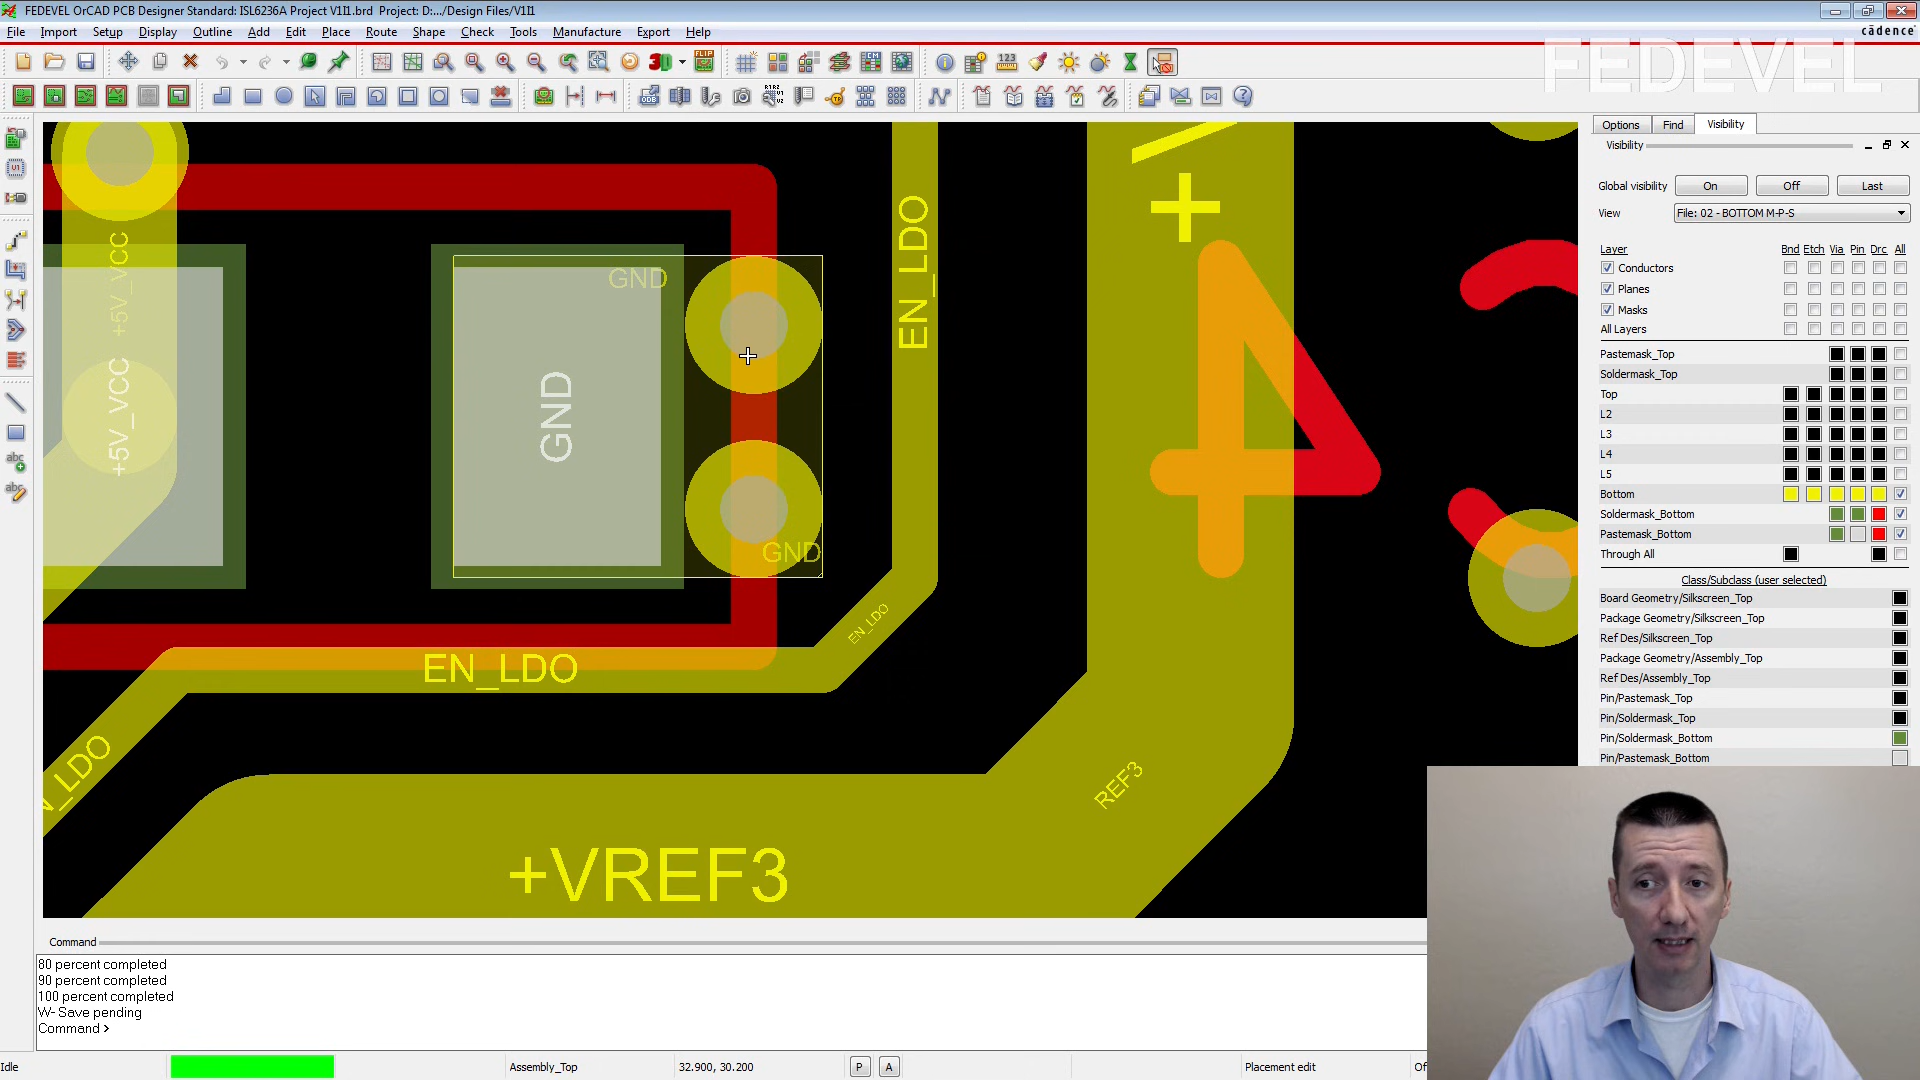 FEDEVEL OrCAD PCB Designer Standard: ISL6236A Project V1I1.brd Project: D:.../Design Files/V1I1
File Import Setup Display Outline Add Edit Place Route Shape Check Tools Manufacture Export Help
cādence
FEDEVEL
Options Find Visibility
Visibility
Global visibility On Off Last
View File: 02 - BOTTOM M-P-S
Layer Bnd Etch Via Pin Drc All
Conductors
Planes
Masks
All Layers
Pastemask_Top
Soldermask_Top
Top
L2
L3
L4
L5
Bottom
Soldermask_Bottom
Pastemask_Bottom
Through All
Class/Subclass (user selected)
Board Geometry/Silkscreen_Top
Package Geometry/Silkscreen_Top
Ref Des/Silkscreen_Top
Package Geometry/Assembly_Top
Ref Des/Assembly_Top
Pin/Pastemask_Top
Pin/Soldermask_Top
Pin/Soldermask_Bottom
Pin/Pastemask_Bottom
+5V_VCC
+5V_VCC
GND
GND
GND
EN_LDO
EN_LDO
EN_LDO
N_LDO
4
+
REF3
+VREF3
Command
80 percent completed
90 percent completed
100 percent completed
W- Save pending
Command >
Idle Assembly_Top 32.900, 30.200 P A Placement edit Of